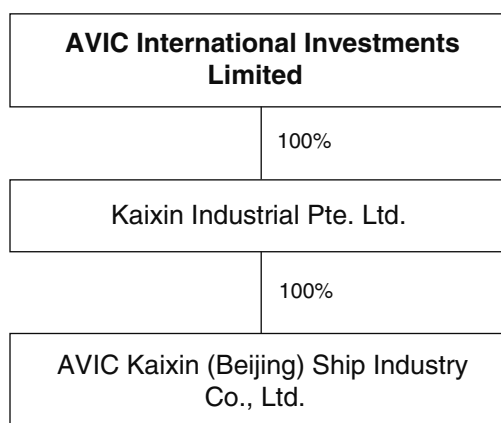 AVIC International Investments
Limited
100%
Kaixin Industrial Pte. Ltd.
100%
AVIC Kaixin (Beijing) Ship Industry
Co., Ltd.